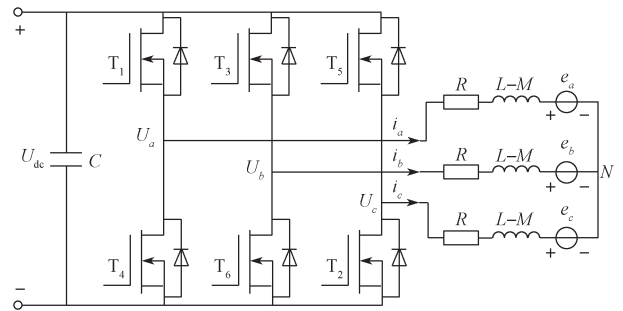 +
T1 T3 T5
R L–M ea
+ –
Ua ia
Udc C
ib R L–M eb
Ub + – N
Uc ic
R L–M ec
+ –
T4 T6 T2
–